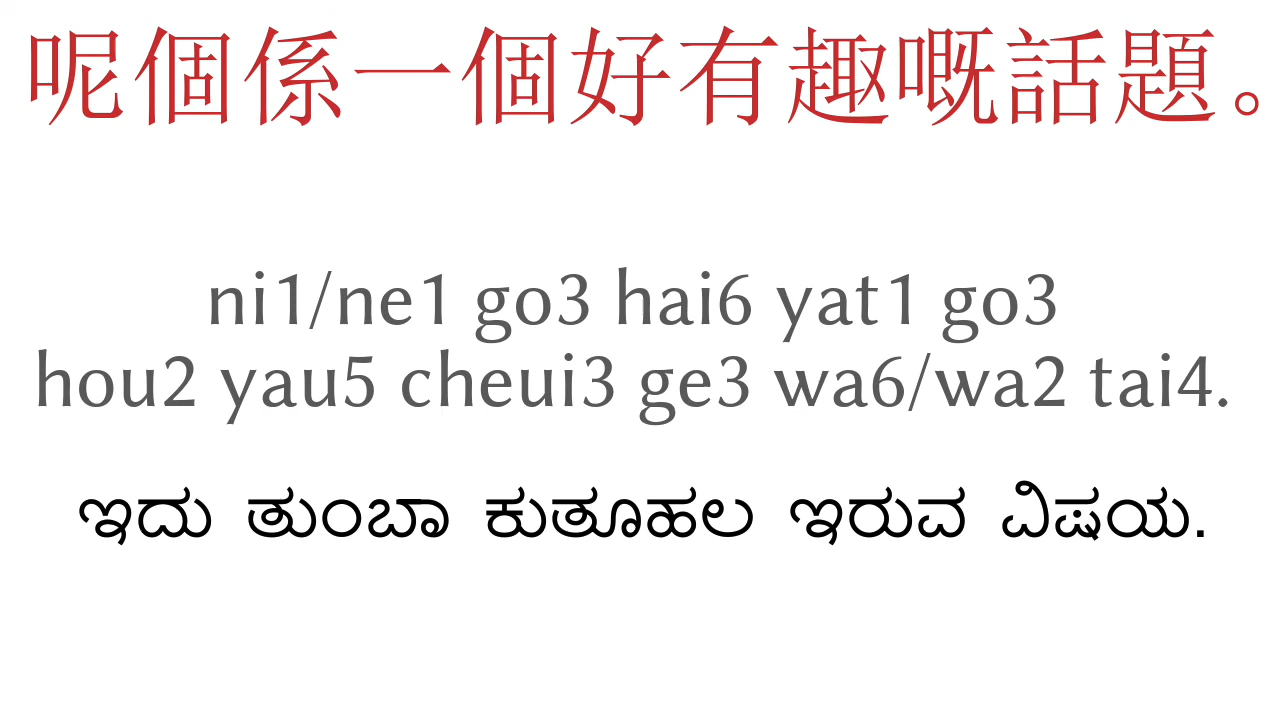 呢個係一個好有趣嘅話題。
ni1/ne1 go3 hai6 yat1 go3
hou2 yau5 cheui3 ge3 wa6/wa2 tai4.
ಇದು ತುಂಬಾ ಕುತೂಹಲ ಇರುವ ವಿಷಯ.